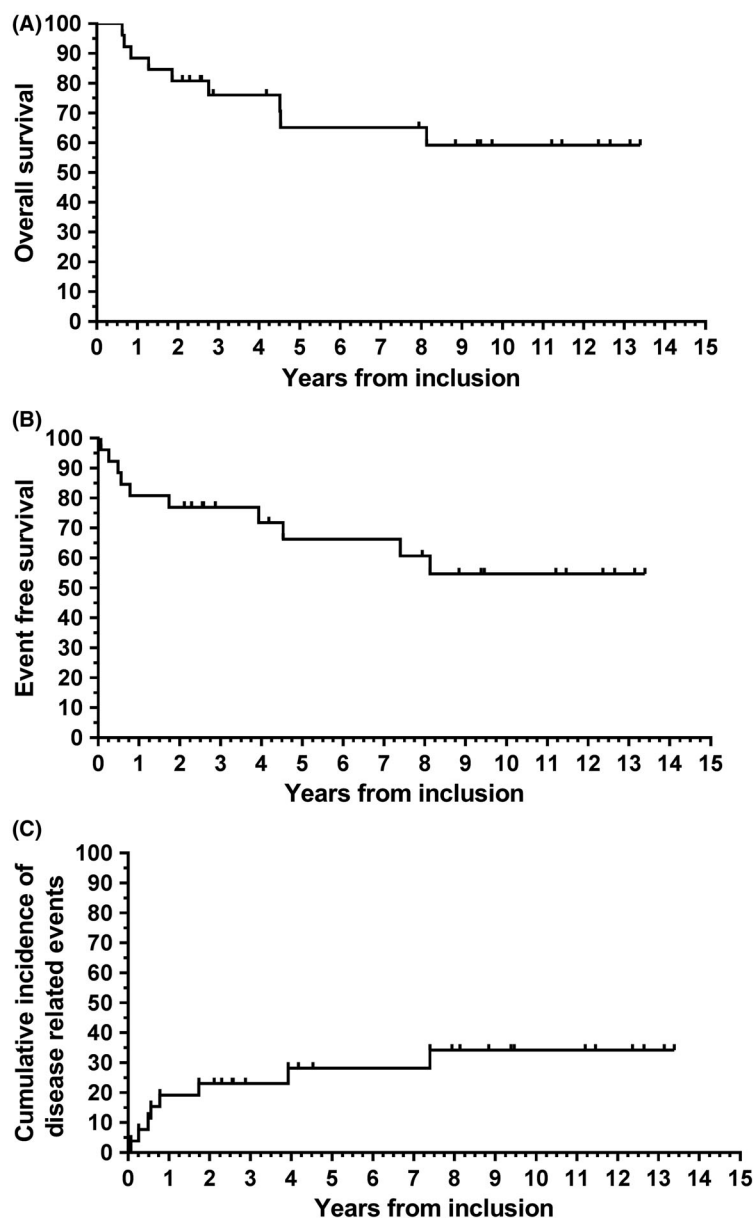 (A)
Overall survival
100
90
80
70
60
50
40
30
20
10
0
0 1 2 3 4 5 6 7 8 9 10 11 12 13 14 15
Years from inclusion
(B)
Event free survival
100
90
80
70
60
50
40
30
20
10
0
0 1 2 3 4 5 6 7 8 9 10 11 12 13 14 15
Years from inclusion
(C)
Cumulative incidence of
disease related events
100
90
80
70
60
50
40
30
20
10
0
0 1 2 3 4 5 6 7 8 9 10 11 12 13 14 15
Years from inclusion